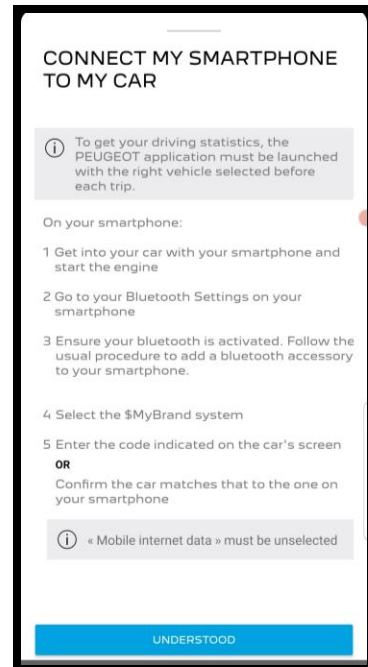 CONNECT MY SMARTPHONE
TO MY CAR
To get your driving statistics, the
PEUGEOT application must be launched
with the right vehicle selected before
each trip.
On your smartphone:
1 Get into your car with your smartphone and
start the engine
2 Go to your Bluetooth Settings on your
smartphone
3 Ensure your bluetooth is activated. Follow the
usual procedure to add a bluetooth accessory
to your smartphone.
4 Select the $MyBrand system
5 Enter the code indicated on the car's screen
OR
Confirm the car matches that to the one on
your smartphone
« Mobile internet data » must be unselected
UNDERSTOOD